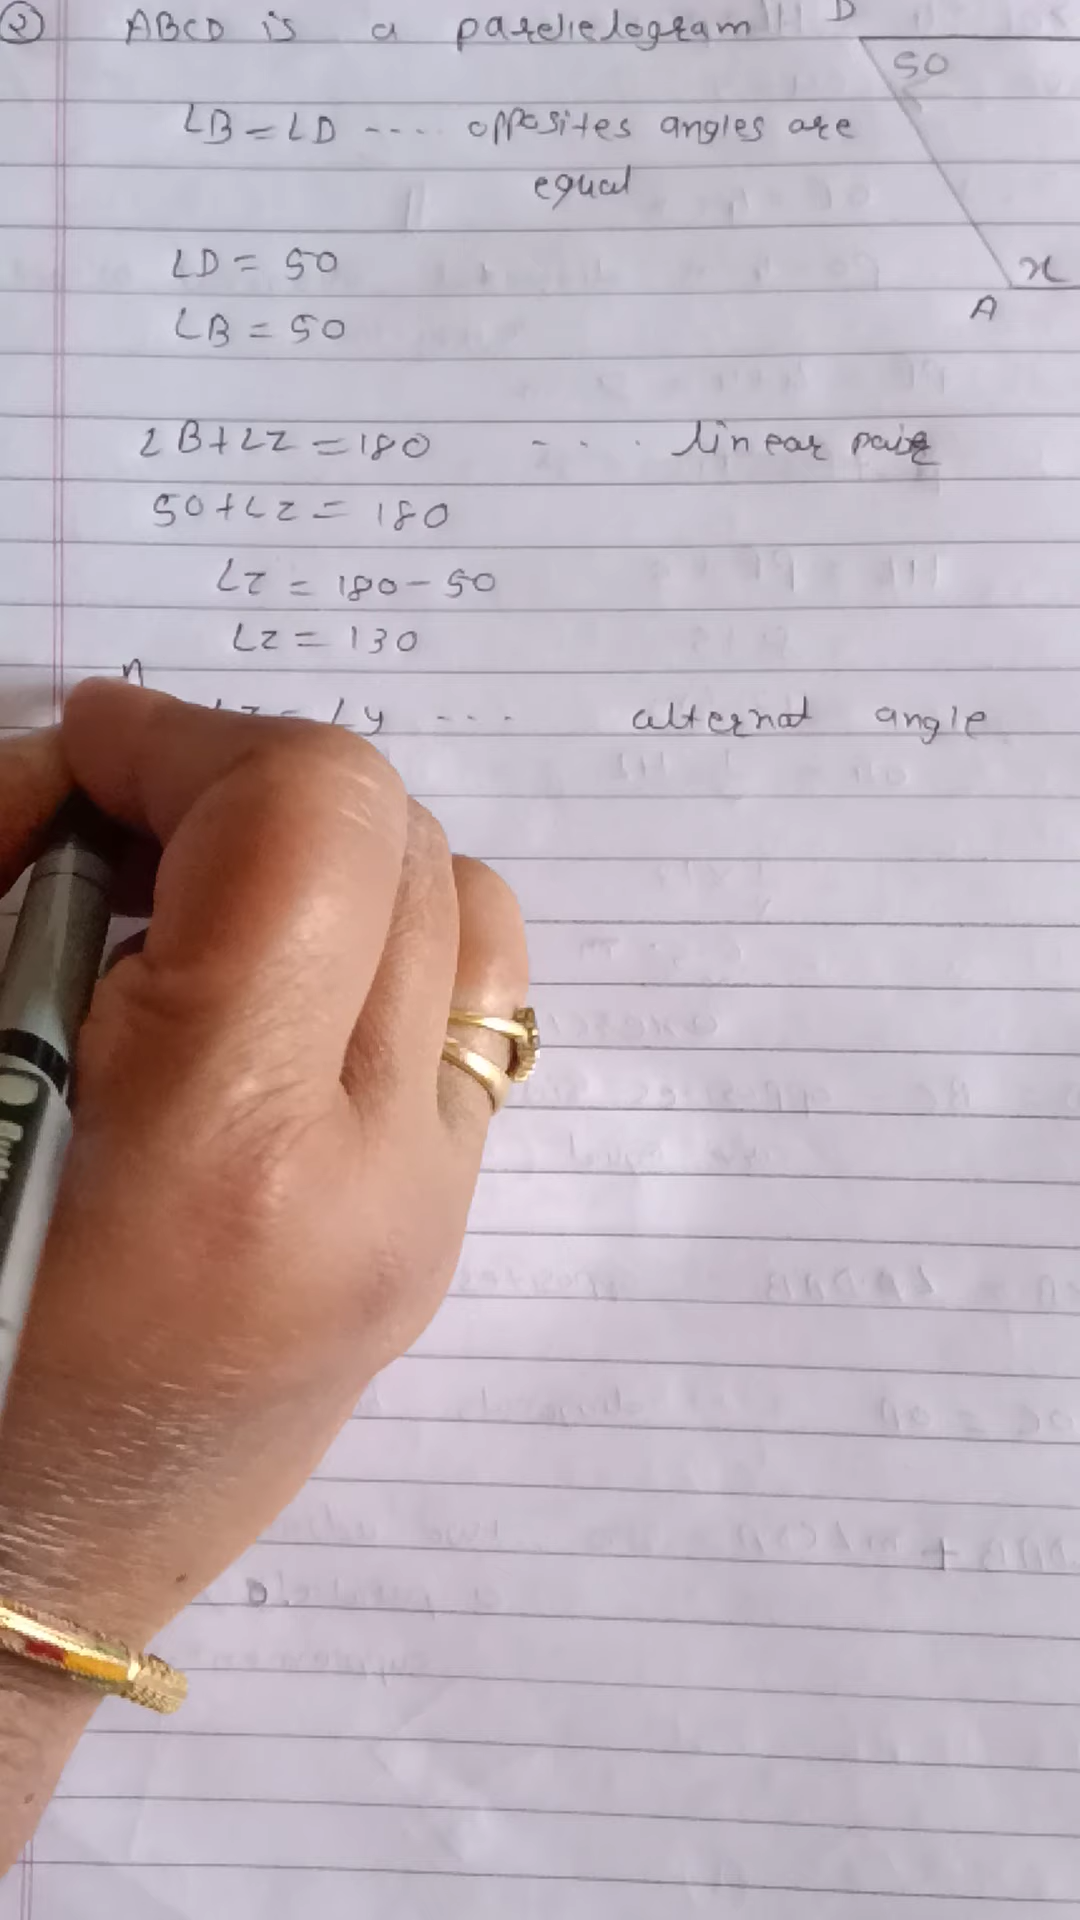 ② ABCD is a parelielogram
D
50
∠B = ∠D ---- opposites angles are
equal
∠D = 50
x
A
∠B = 50
∠B + ∠z = 180 - - . . linear pair
50 + ∠z = 180
∠z = 180 - 50
∠z = 130
∠z = ∠y --- alternat angle